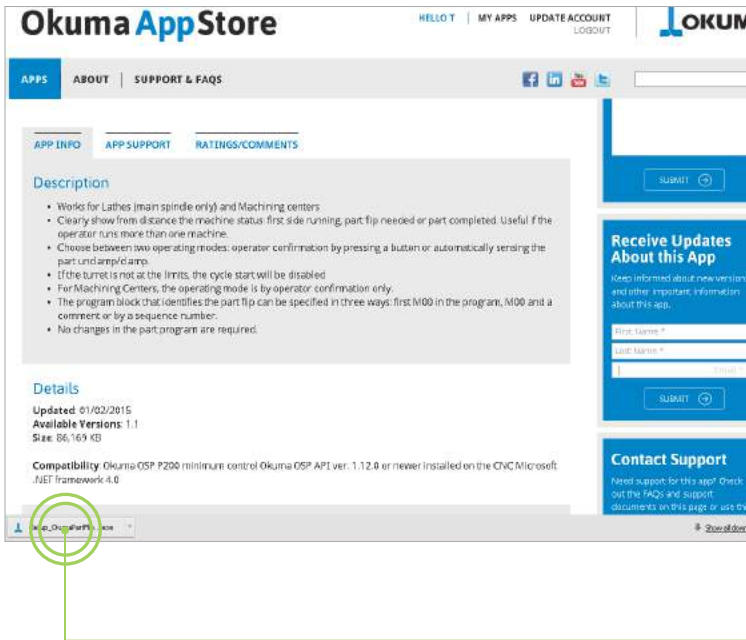 Okuma AppStore
HELLO T | MY APPS UPDATE ACCOUNT
LOGOUT
OKUM
APPS ABOUT | SUPPORT & FAQS
APP INFO APP SUPPORT RATINGS/COMMENTS
Description
• Works for Lathes (main spindle only) and Machining centers
• Clearly show from distance the machine status: first side running, part flip needed or part completed. Useful if the
operator runs more than one machine.
• Choose between two operating modes: operator confirmation by pressing a button or automatically sensing the
part unclamp/clamp.
• If the turret is not at the limits, the cycle start will be disabled
• For Machining Centers, the operating mode is by operator confirmation only.
• The program block that identifies the part flip can be specified in three ways: first M00 in the program, M00 and a
comment or by a sequence number.
• No changes in the part program are required.
Details
Updated: 01/02/2015
Available Versions: 1.1
Size: 86,169 KB
Compatibility: Okuma OSP P200 minimum control Okuma OSP API ver. 1.12.0 or newer installed on the CNC Microsoft
.NET framework 4.0
SUBMIT
Receive Updates
About this App
Keep informed about new versions
and other important information
about this app.
First Name *
Last Name *
Email *
SUBMIT
Contact Support
Need support for this app? Check
out the FAQs and support
documents on this page or use the
Show all down